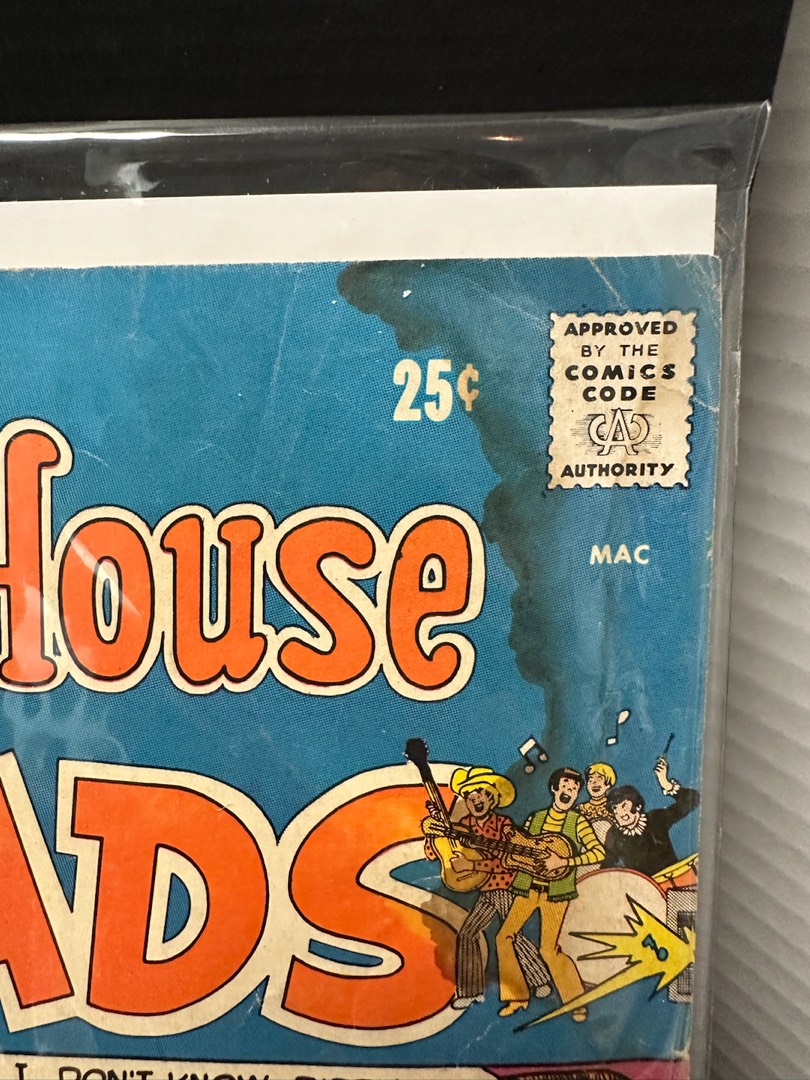 25¢
APPROVED
BY THE
COMICS
CODE
CA
AUTHORITY
MAC
House
ADS
I DON'T KNOW